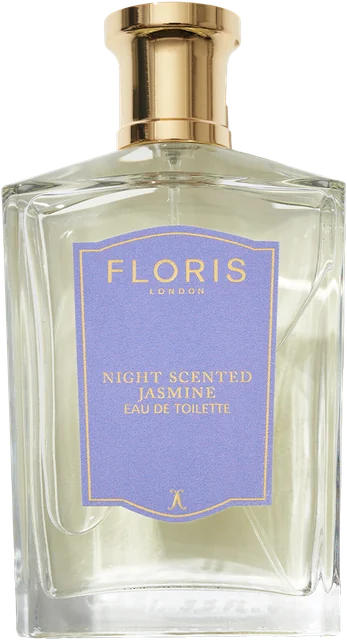 FLORIS
LONDON
NIGHT SCENTED
JASMINE
EAU DE TOILETTE